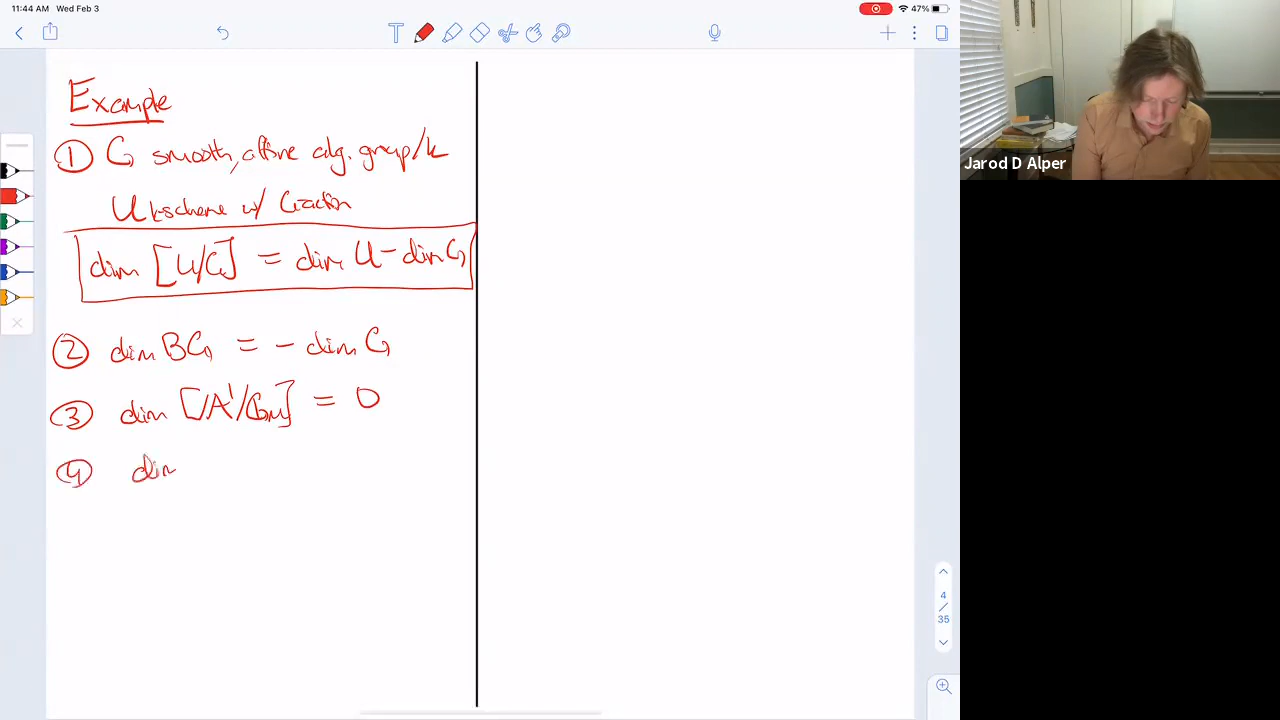 11:44 AM Wed Feb 3
47%
Example
① G smooth, affine alg. group/k
U k-scheme w/ G-action
dim [U/G] = dim U - dim G
② dim BG = - dim G
③ dim [A¹/Gm] = 0
④ dim
4
/
35
Jarod D Alper